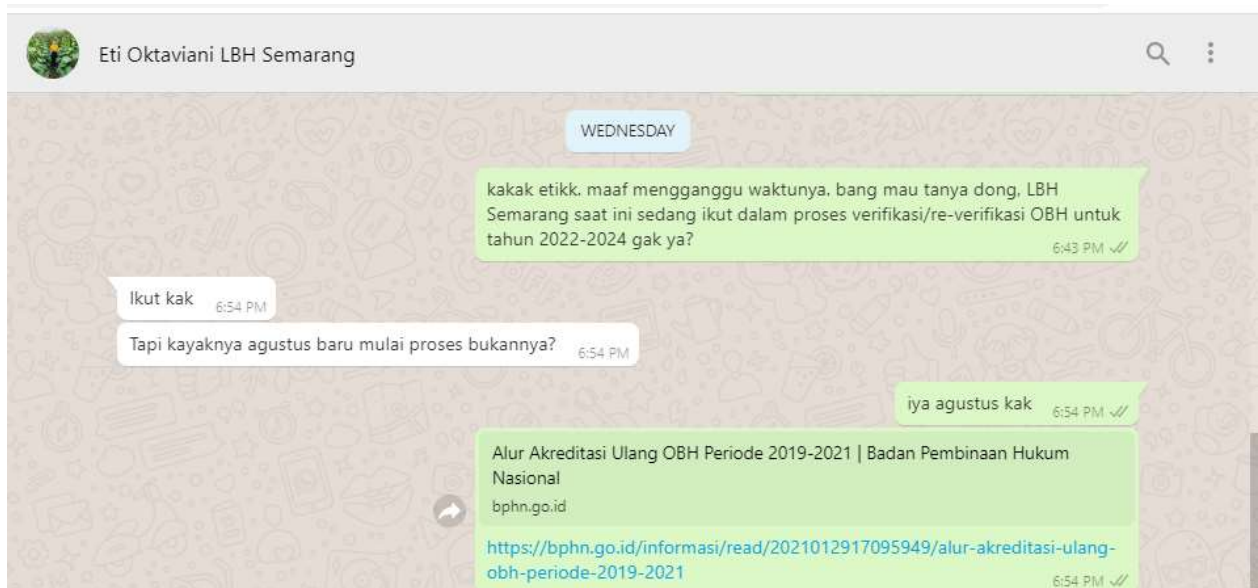 Eti Oktaviani LBH Semarang
WEDNESDAY
kakak etikk. maaf mengganggu waktunya. bang mau tanya dong, LBH
Semarang saat ini sedang ikut dalam proses verifikasi/re-verifikasi OBH untuk
tahun 2022-2024 gak ya?
6:43 PM
Ikut kak 6:54 PM
Tapi kayaknya agustus baru mulai proses bukannya? 6:54 PM
iya agustus kak 6:54 PM
Alur Akreditasi Ulang OBH Periode 2019-2021 | Badan Pembinaan Hukum
Nasional
bphn.go.id
https://bphn.go.id/informasi/read/2021012917095949/alur-akreditasi-ulang-
obh-periode-2019-2021
6:54 PM